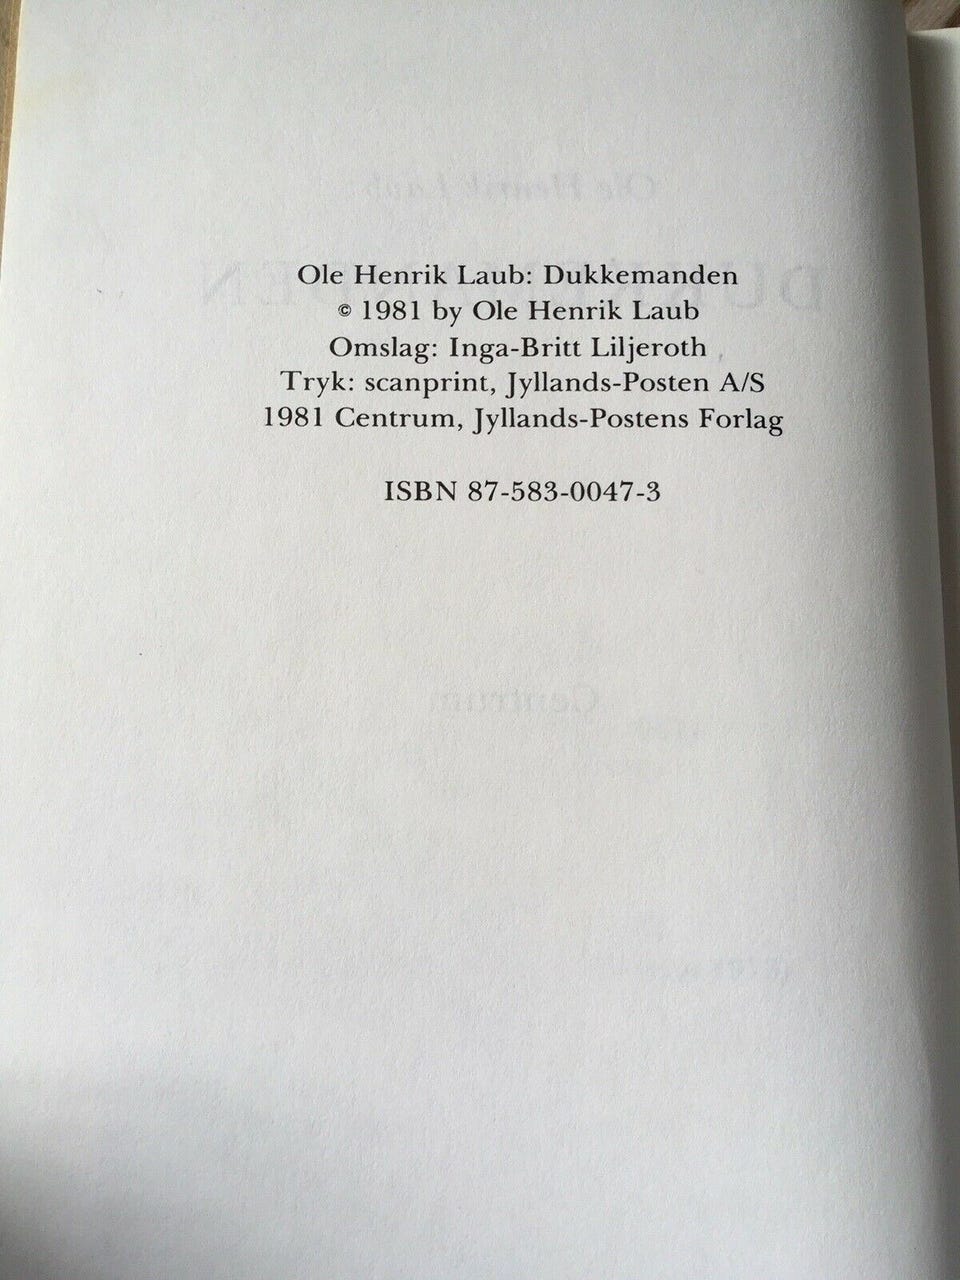 Ole Henrik Laub: Dukkemanden
© 1981 by Ole Henrik Laub
Omslag: Inga-Britt Liljeroth
Tryk: scanprint, Jyllands-Posten A/S
1981 Centrum, Jyllands-Postens Forlag
ISBN 87-583-0047-3